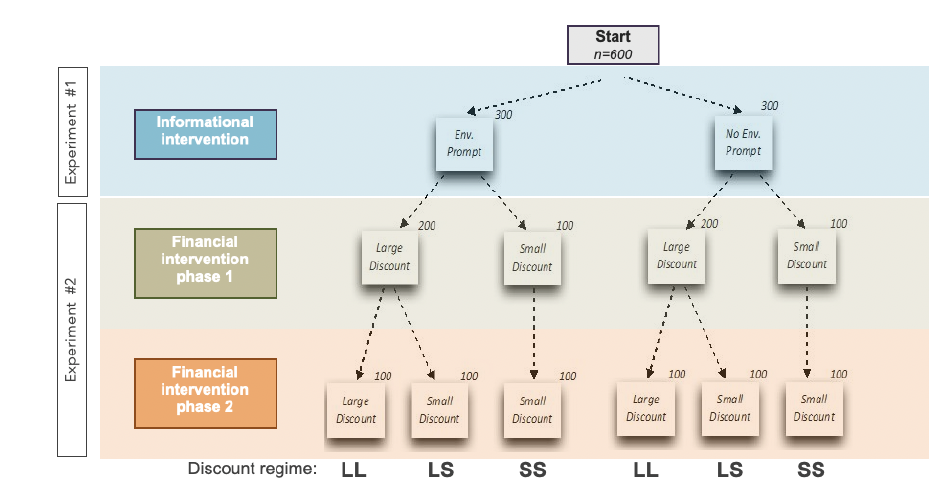 Start
n=600
Experiment #1
Informational
intervention
300
Env.
Prompt
300
No Env.
Prompt
Experiment #2
Financial
intervention
phase 1
200
Large
Discount
100
Small
Discount
200
Large
Discount
100
Small
Discount
Financial
intervention
phase 2
100
Large
Discount
100
Small
Discount
100
Small
Discount
100
Large
Discount
100
Small
Discount
100
Small
Discount
Discount regime: LL LS SS LL LS SS